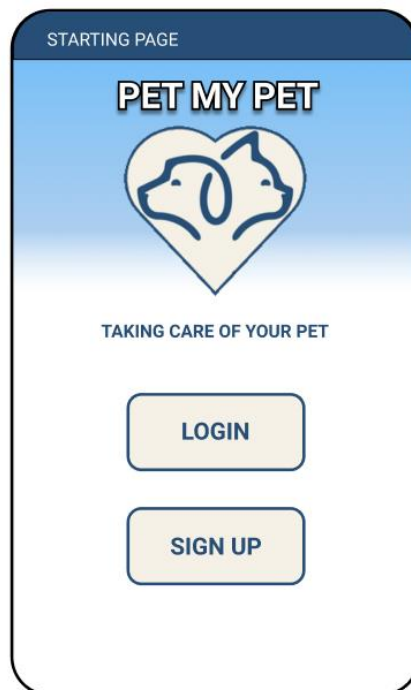 STARTING PAGE
PET MY PET
TAKING CARE OF YOUR PET
LOGIN
SIGN UP